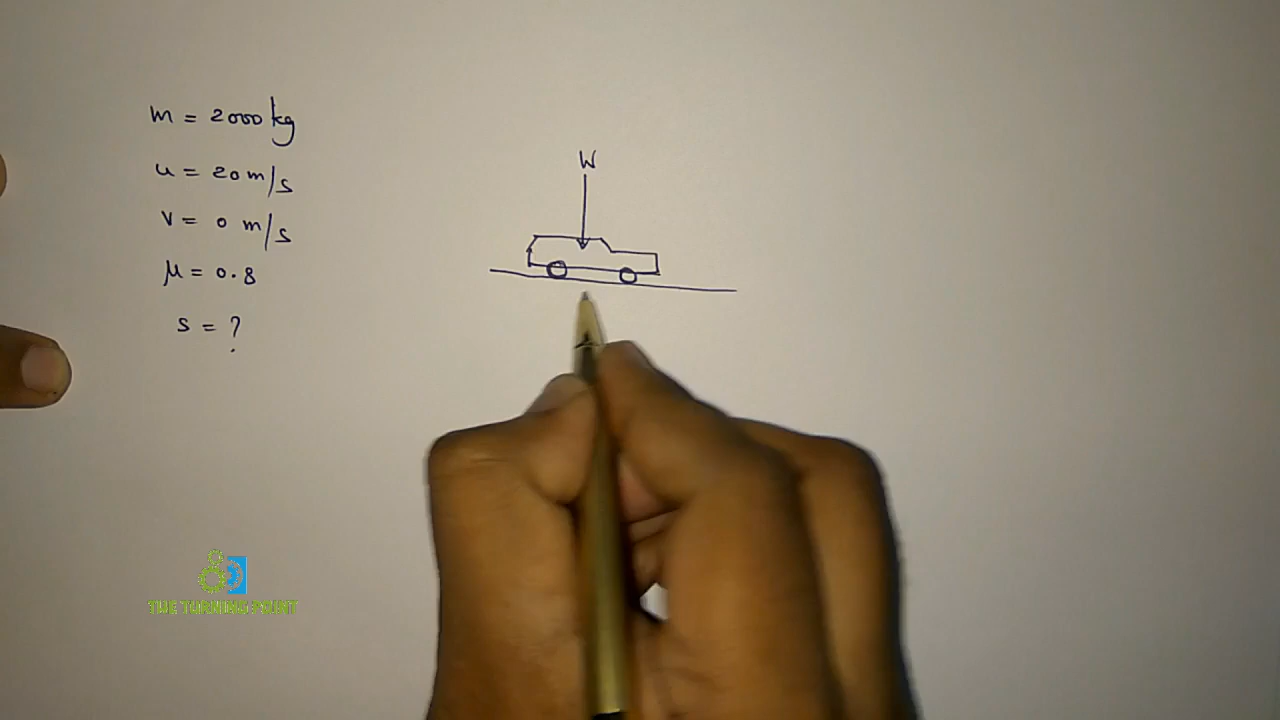 m = 2000 kg
u = 20 m/s
v = 0 m/s
μ = 0.8
s = ?
W
THE TURNING POINT